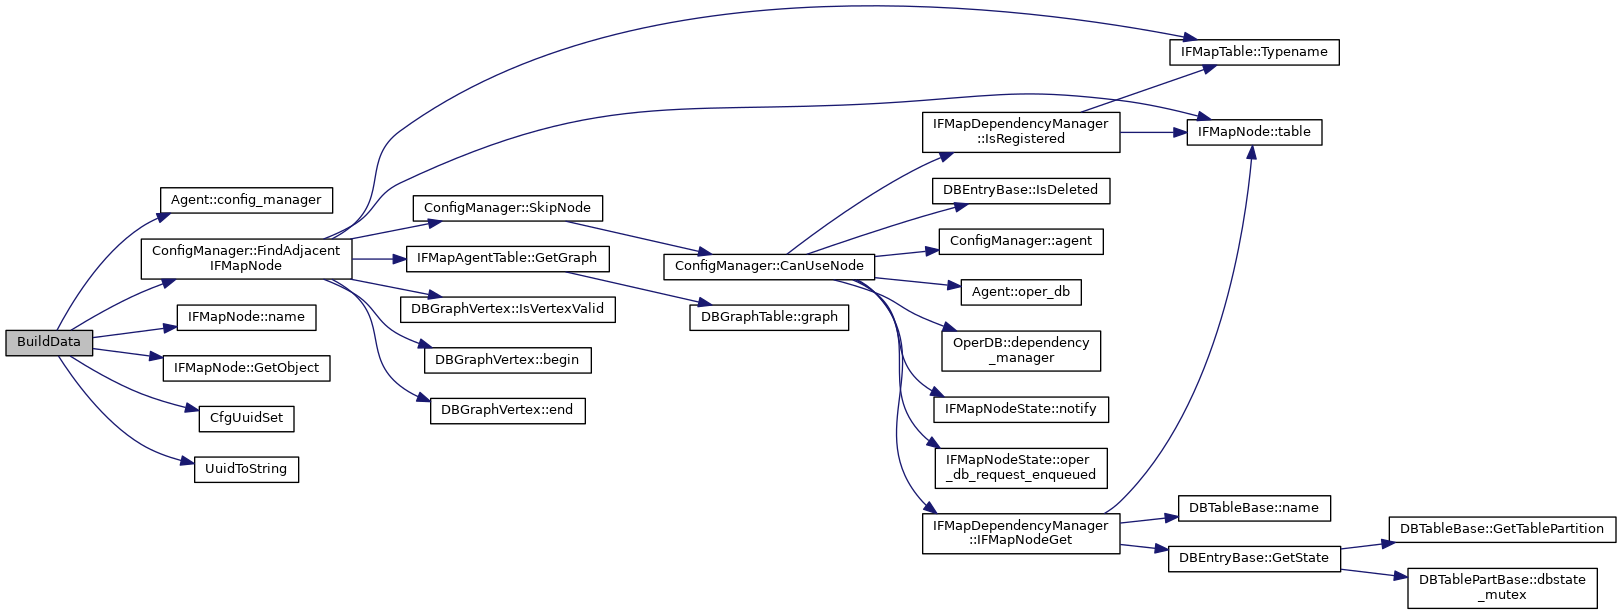 BuildData
Agent::config_manager
ConfigManager::FindAdjacent
IFMapNode
IFMapNode::name
IFMapNode::GetObject
CfgUuidSet
UuidToString
ConfigManager::SkipNode
IFMapAgentTable::GetGraph
DBGraphVertex::IsVertexValid
DBGraphVertex::begin
DBGraphVertex::end
ConfigManager::CanUseNode
DBGraphTable::graph
IFMapDependencyManager
::IsRegistered
DBEntryBase::IsDeleted
ConfigManager::agent
Agent::oper_db
OperDB::dependency
_manager
IFMapNodeState::notify
IFMapNodeState::oper
_db_request_enqueued
IFMapDependencyManager
::IFMapNodeGet
IFMapTable::Typename
IFMapNode::table
DBTableBase::name
DBEntryBase::GetState
DBTableBase::GetTablePartition
DBTablePartBase::dbstate
_mutex